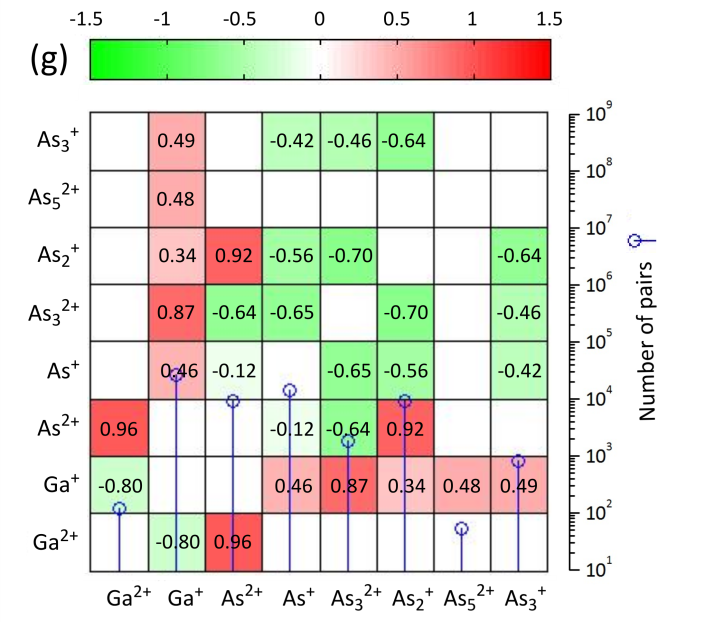 -1.5 -1 -0.5 0 0.5 1 1.5
(g)
10⁹
As₃⁺ 0.49 -0.42 -0.46 -0.64
10⁸
As₅²⁺ 0.48
10⁷
As₂⁺ 0.34 0.92 -0.56 -0.70 -0.64
10⁶
As₃²⁺ 0.87 -0.64 -0.65 -0.70 -0.46
10⁵
As⁺ 0.46 -0.12 -0.65 -0.56 -0.42
10⁴
As²⁺ 0.96 -0.12 -0.64 0.92
10³
Ga⁺ -0.80 0.46 0.87 0.34 0.48 0.49
10²
Ga²⁺ -0.80 0.96
10¹
Ga²⁺ Ga⁺ As²⁺ As⁺ As₃²⁺ As₂⁺ As₅²⁺ As₃⁺
Number of pairs